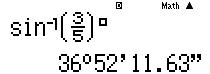 D Math ▲
sin⁻¹(3/5)°
36°52'11.63"